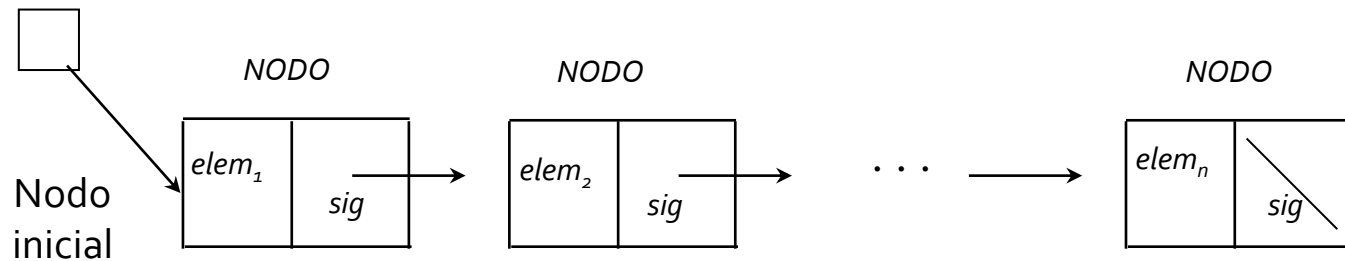 NODO NODO NODO
elem₁ sig elem₂ sig . . . elemₙ sig
Nodo
inicial